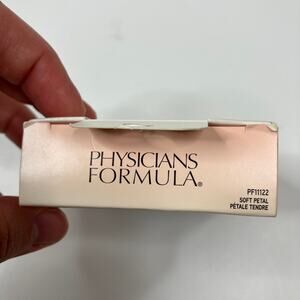 PHYSICIANS
FORMULA®
PF11122
SOFT PETAL
PÉTALE TENDRE